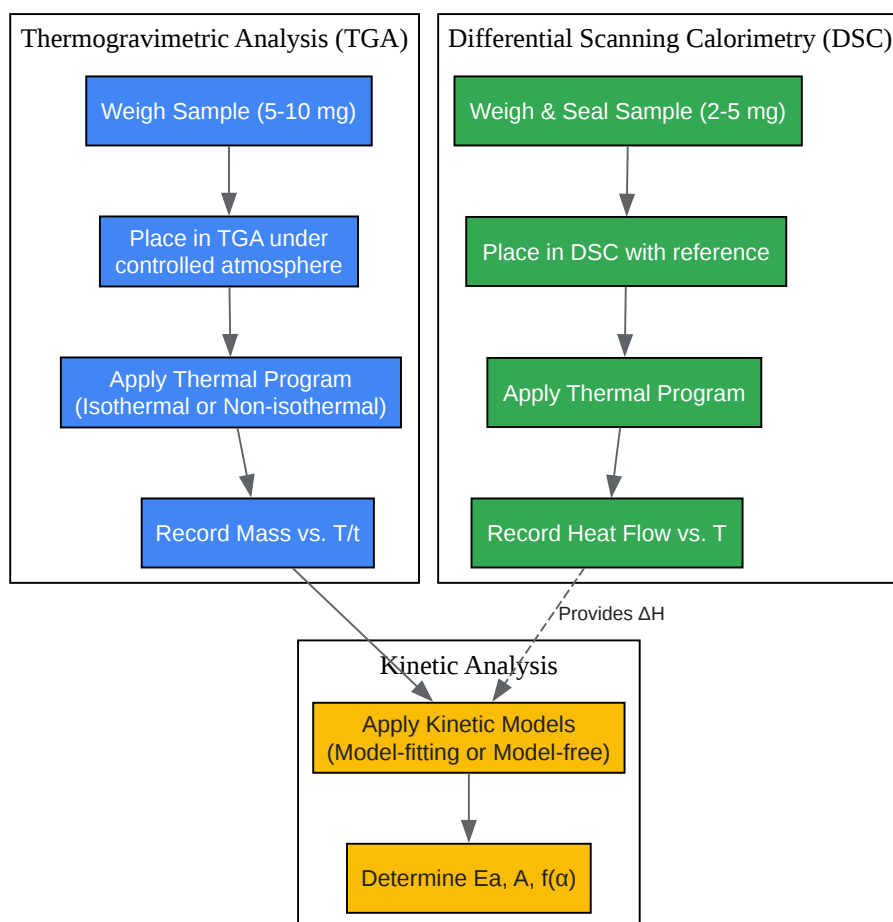 Thermogravimetric Analysis (TGA)
Weigh Sample (5-10 mg)
Place in TGA under
controlled atmosphere
Apply Thermal Program
(Isothermal or Non-isothermal)
Record Mass vs. T/t
Differential Scanning Calorimetry (DSC)
Weigh & Seal Sample (2-5 mg)
Place in DSC with reference
Apply Thermal Program
Record Heat Flow vs. T
Provides ΔH
Kinetic Analysis
Apply Kinetic Models
(Model-fitting or Model-free)
Determine Ea, A, f(α)